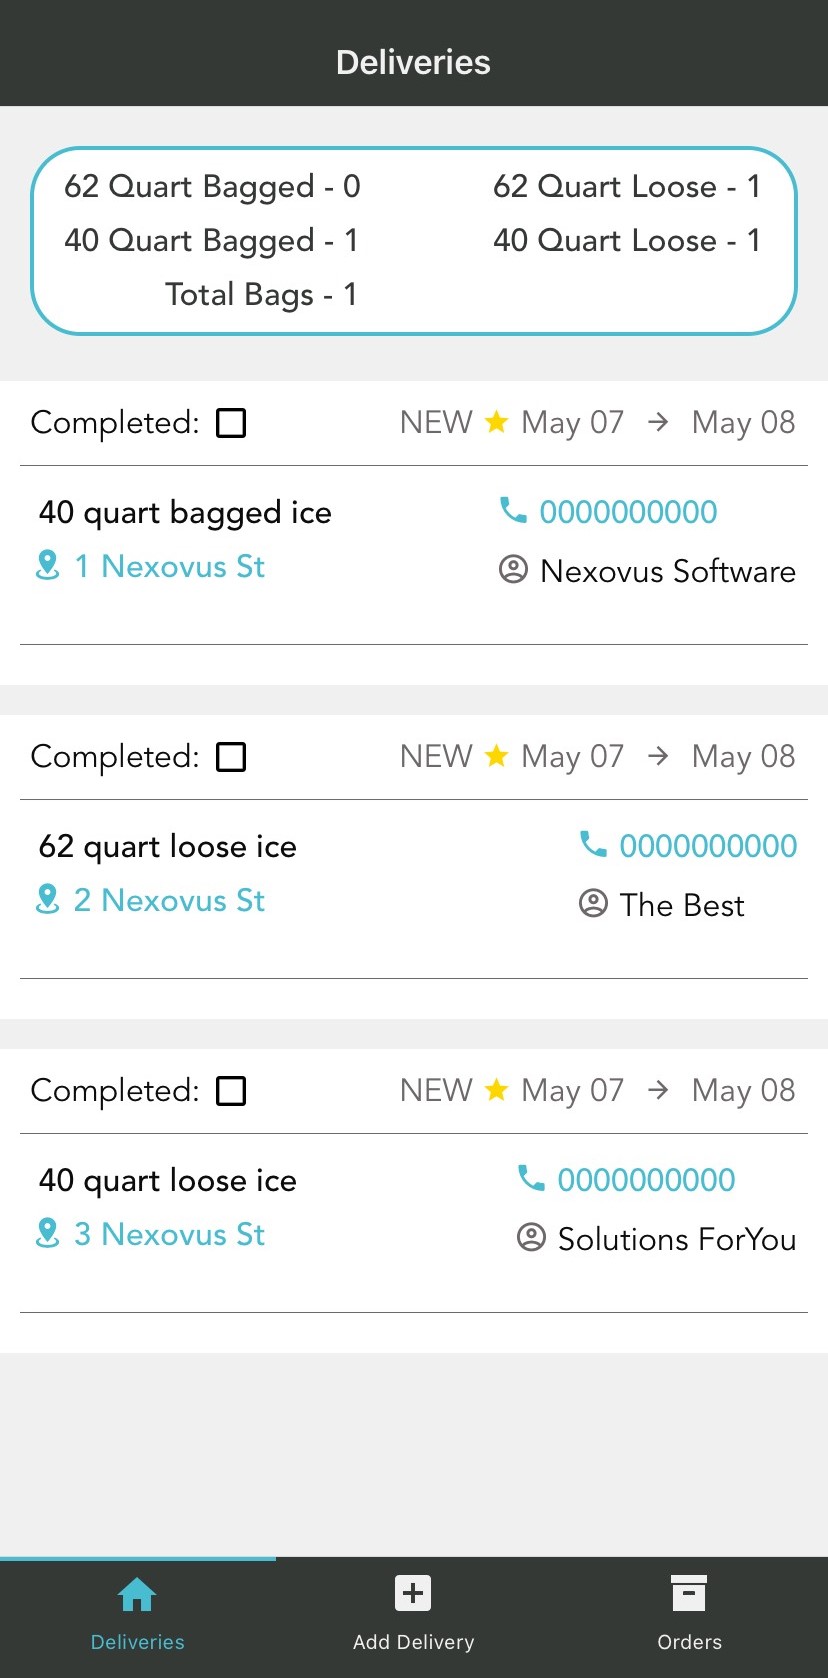 Deliveries
62 Quart Bagged - 0 62 Quart Loose - 1
40 Quart Bagged - 1 40 Quart Loose - 1
Total Bags - 1
Completed: NEW May 07 → May 08
40 quart bagged ice 0000000000
1 Nexovus St Nexovus Software
Completed: NEW May 07 → May 08
62 quart loose ice 0000000000
2 Nexovus St The Best
Completed: NEW May 07 → May 08
40 quart loose ice 0000000000
3 Nexovus St Solutions ForYou
Deliveries Add Delivery Orders